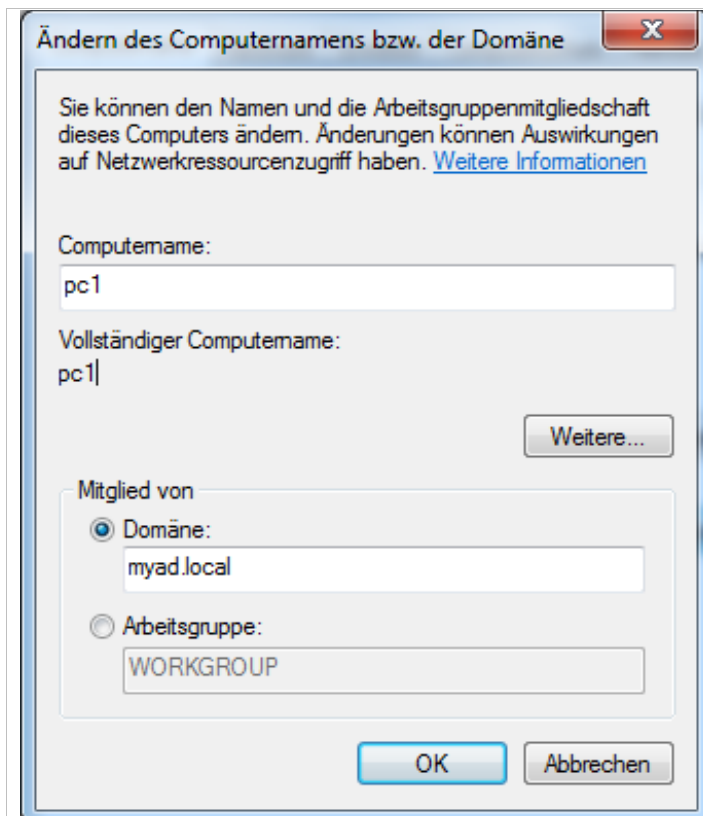 Ändern des Computernamens bzw. der Domäne
Sie können den Namen und die Arbeitsgruppenmitgliedschaft
dieses Computers ändern. Änderungen können Auswirkungen
auf Netzwerkressourcenzugriff haben. Weitere Informationen
Computername:
pc1
Vollständiger Computername:
pc1
Weitere...
Mitglied von
Domäne:
myad.local
Arbeitsgruppe:
WORKGROUP
OK Abbrechen